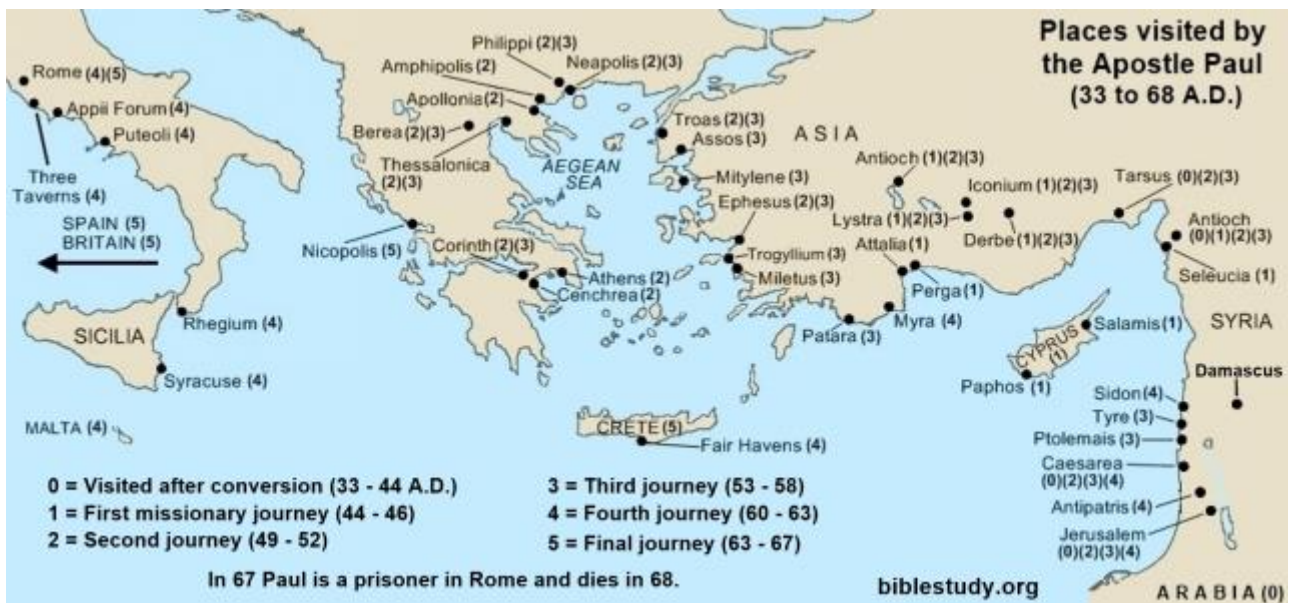 Places visited by
the Apostle Paul
(33 to 68 A.D.)
Philippi (2)(3)
Neapolis (2)(3)
Amphipolis (2)
Apollonia (2)
Berea (2)(3)
Thessalonica
(2)(3)
Rome (4)(5)
Appii Forum (4)
Puteoli (4)
Three
Taverns (4)
SPAIN (5)
BRITAIN (5)
AEGEAN
SEA
Troas (2)(3)
Assos (3)
ASIA
Mitylene (3)
Ephesus (2)(3)
Trogyllium (3)
Miletus (3)
Antioch (1)(2)(3)
Iconium (1)(2)(3)
Lystra (1)(2)(3)
Derbe (1)(2)(3)
Tarsus (0)(2)(3)
Antioch
(0)(1)(2)(3)
Seleucia (1)
Attalia (1)
Perga (1)
Myra (4)
Patara (3)
Nicopolis (5)
Corinth (2)(3)
Athens (2)
Cenchrea (2)
Rhegium (4)
SICILIA
Syracuse (4)
MALTA (4)
CRETE (5)
Fair Havens (4)
CYPRUS
(1)
Salamis (1)
Paphos (1)
SYRIA
Damascus
Sidon (4)
Tyre (3)
Ptolemais (3)
Caesarea
(0)(2)(3)(4)
Antipatris (4)
Jerusalem
(0)(2)(3)(4)
ARABIA (0)
0 = Visited after conversion (33 - 44 A.D.)
1 = First missionary journey (44 - 46)
2 = Second journey (49 - 52)
3 = Third journey (53 - 58)
4 = Fourth journey (60 - 63)
5 = Final journey (63 - 67)
In 67 Paul is a prisoner in Rome and dies in 68.
biblestudy.org